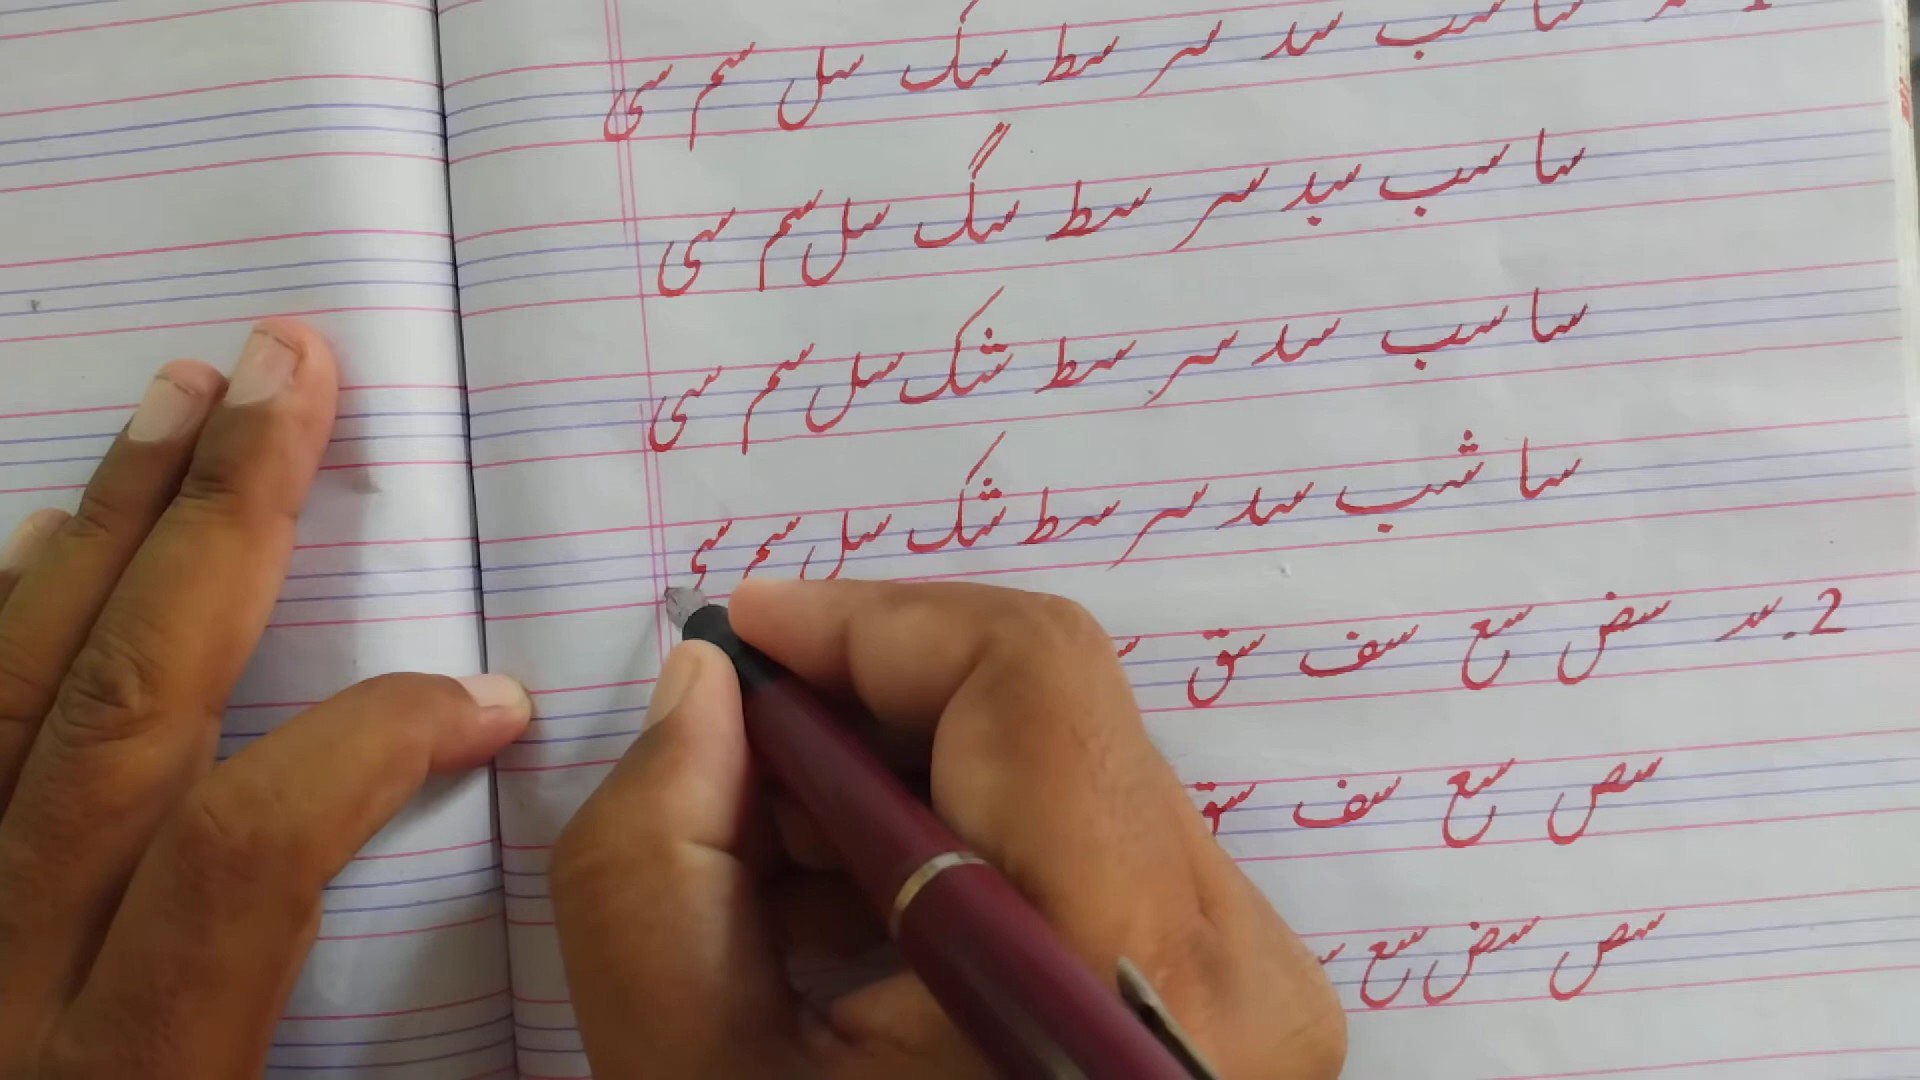 سب سد سر سط سک سل سم سی
سا سب سید سر سط سگ سل سم سی
سا سب سد سر سط شک سل سم سی
سا شب سد سر سط شک سل سم سی
2. سد سض سع سف سق
سص سع سف سق
سص سض سع